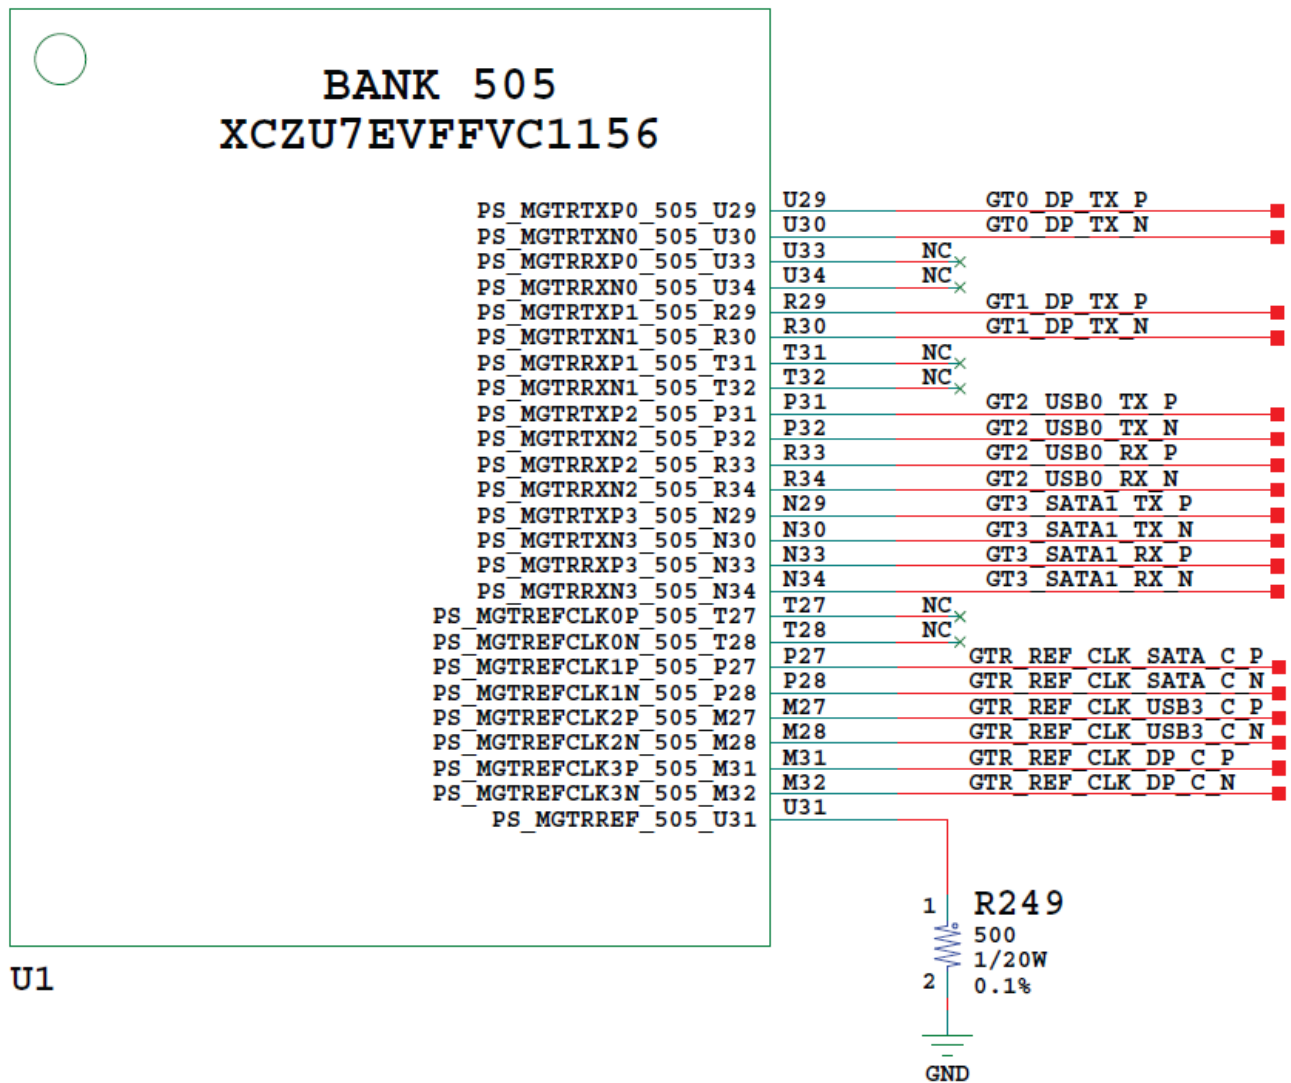 BANK 505
XCZU7EVFFVC1156
PS_MGTRTXP0_505_U29 U29 GT0_DP_TX_P
PS_MGTRTXN0_505_U30 U30 GT0_DP_TX_N
PS_MGTRRXP0_505_U33 U33 NC
PS_MGTRRXN0_505_U34 U34 NC
PS_MGTRTXP1_505_R29 R29 GT1_DP_TX_P
PS_MGTRTXN1_505_R30 R30 GT1_DP_TX_N
PS_MGTRRXP1_505_T31 T31 NC
PS_MGTRRXN1_505_T32 T32 NC
PS_MGTRTXP2_505_P31 P31 GT2_USB0_TX_P
PS_MGTRTXN2_505_P32 P32 GT2_USB0_TX_N
PS_MGTRRXP2_505_R33 R33 GT2_USB0_RX_P
PS_MGTRRXN2_505_R34 R34 GT2_USB0_RX_N
PS_MGTRTXP3_505_N29 N29 GT3_SATA1_TX_P
PS_MGTRTXN3_505_N30 N30 GT3_SATA1_TX_N
PS_MGTRRXP3_505_N33 N33 GT3_SATA1_RX_P
PS_MGTRRXN3_505_N34 N34 GT3_SATA1_RX_N
PS_MGTREFCLK0P_505_T27 T27 NC
PS_MGTREFCLK0N_505_T28 T28 NC
PS_MGTREFCLK1P_505_P27 P27 GTR_REF_CLK_SATA_C_P
PS_MGTREFCLK1N_505_P28 P28 GTR_REF_CLK_SATA_C_N
PS_MGTREFCLK2P_505_M27 M27 GTR_REF_CLK_USB3_C_P
PS_MGTREFCLK2N_505_M28 M28 GTR_REF_CLK_USB3_C_N
PS_MGTREFCLK3P_505_M31 M31 GTR_REF_CLK_DP_C_P
PS_MGTREFCLK3N_505_M32 M32 GTR_REF_CLK_DP_C_N
PS_MGTRREF_505_U31 U31
1 R249
500
1/20W
2 0.1%
U1
GND